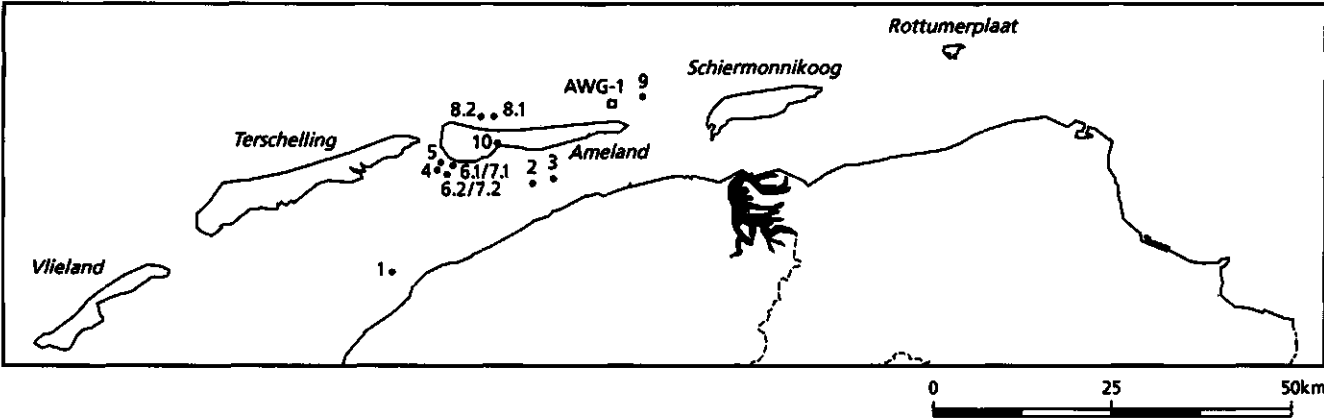 Rottumerplaat
Schiermonnikoog
AWG-1 9
8.2 8.1
Terschelling
10
Ameland
5
4 6.1/7.1 2 3
6.2/7.2
Vlieland
1
0 25 50km